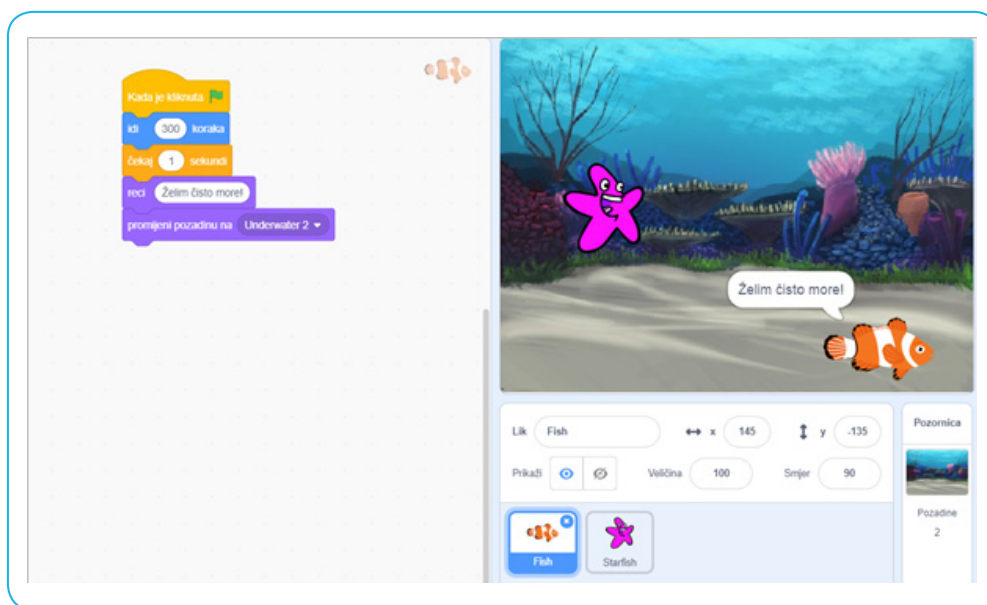 Kada je kliknuta
idi 300 koraka
čekaj 1 sekundi
reci Želim čisto more!
promijeni pozadinu na Underwater 2
Želim čisto more!
Lik Fish x 145 y -135
Prikaži Veličina 100 Smjer 90
Fish
Starfish
Pozornica
Pozadine
2